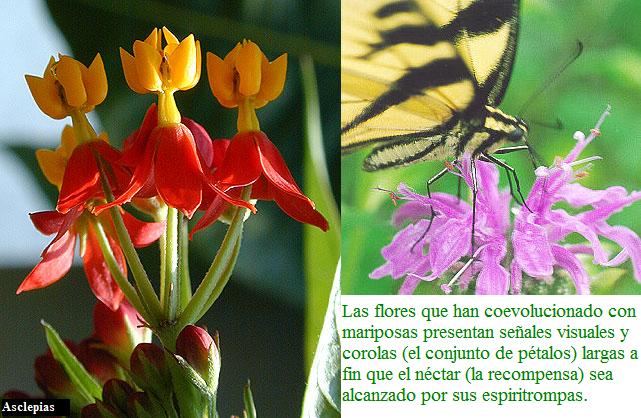 Las flores que han coevolucionado con
mariposas presentan señales visuales y
corolas (el conjunto de pétalos) largas a
fin que el néctar (la recompensa) sea
alcanzado por sus espiritrompas.
Asclepias